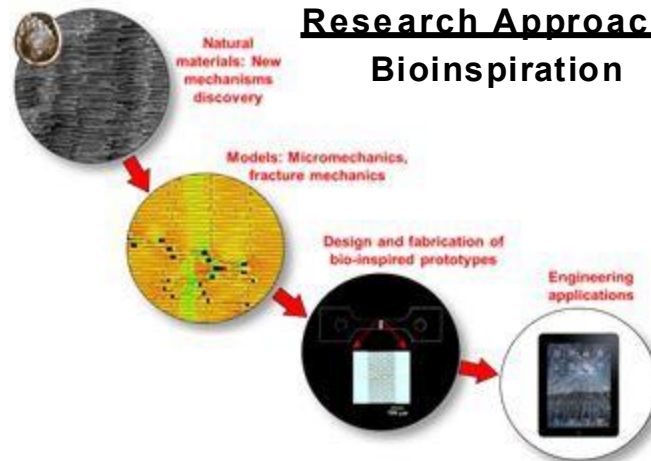 Research Approac
Bioinspiration
Natural
materials: New
mechanisms
discovery
Models: Micromechanics,
fracture mechanics
Design and fabrication of
bio-inspired prototypes
Engineering
applications